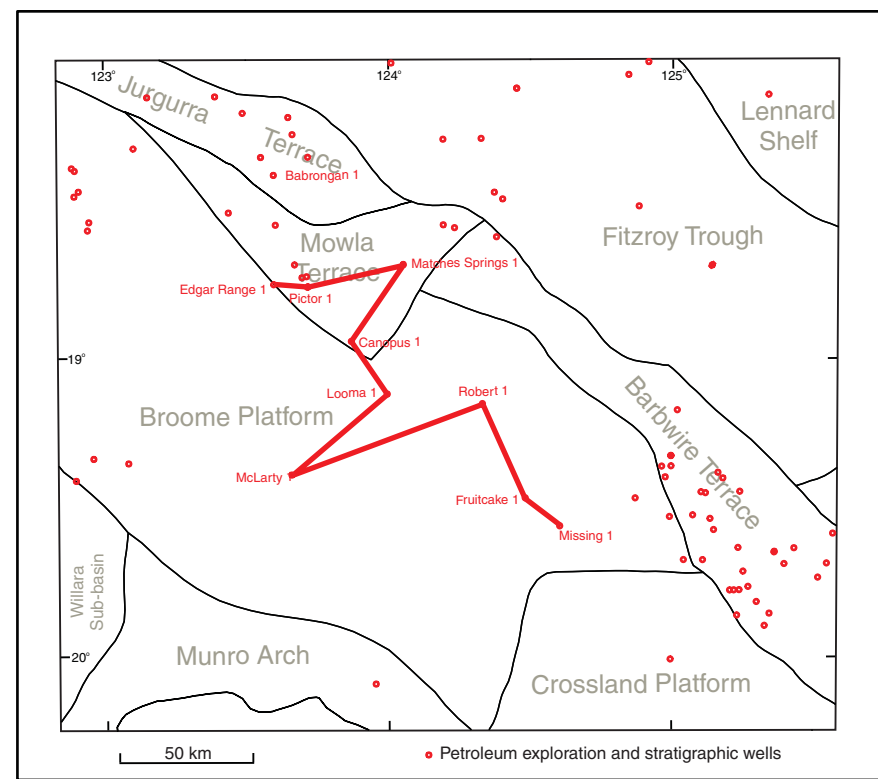 123°
124°
125°
Jurgurra
Terrace
Lennard
Shelf
Babrongan 1
Mowla
Terrace
Fitzroy Trough
Matches Springs 1
Edgar Range 1
Pictor 1
Canopus 1
19°
Looma 1
Robert 1
Broome Platform
Barbwire Terrace
McLarty 1
Fruitcake 1
Missing 1
Willara
Sub-basin
Munro Arch
20°
Crossland Platform
50 km
Petroleum exploration and stratigraphic wells